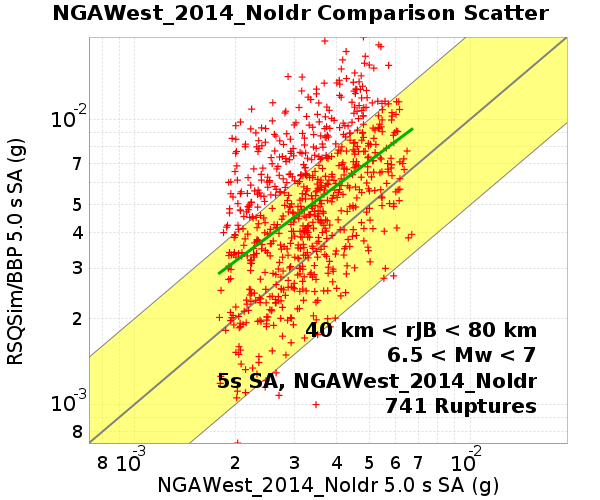 NGAWest_2014_NoIdr Comparison Scatter
RSQSim/BBP 5.0 s SA (g)
10-2
7
5
4
3
2
10-3
8
40 km < rJB < 80 km
6.5 < Mw < 7
5s SA, NGAWest_2014_NoIdr
741 Ruptures
8 10-3 2 3 4 5 6 7 10-2
NGAWest_2014_NoIdr 5.0 s SA (g)